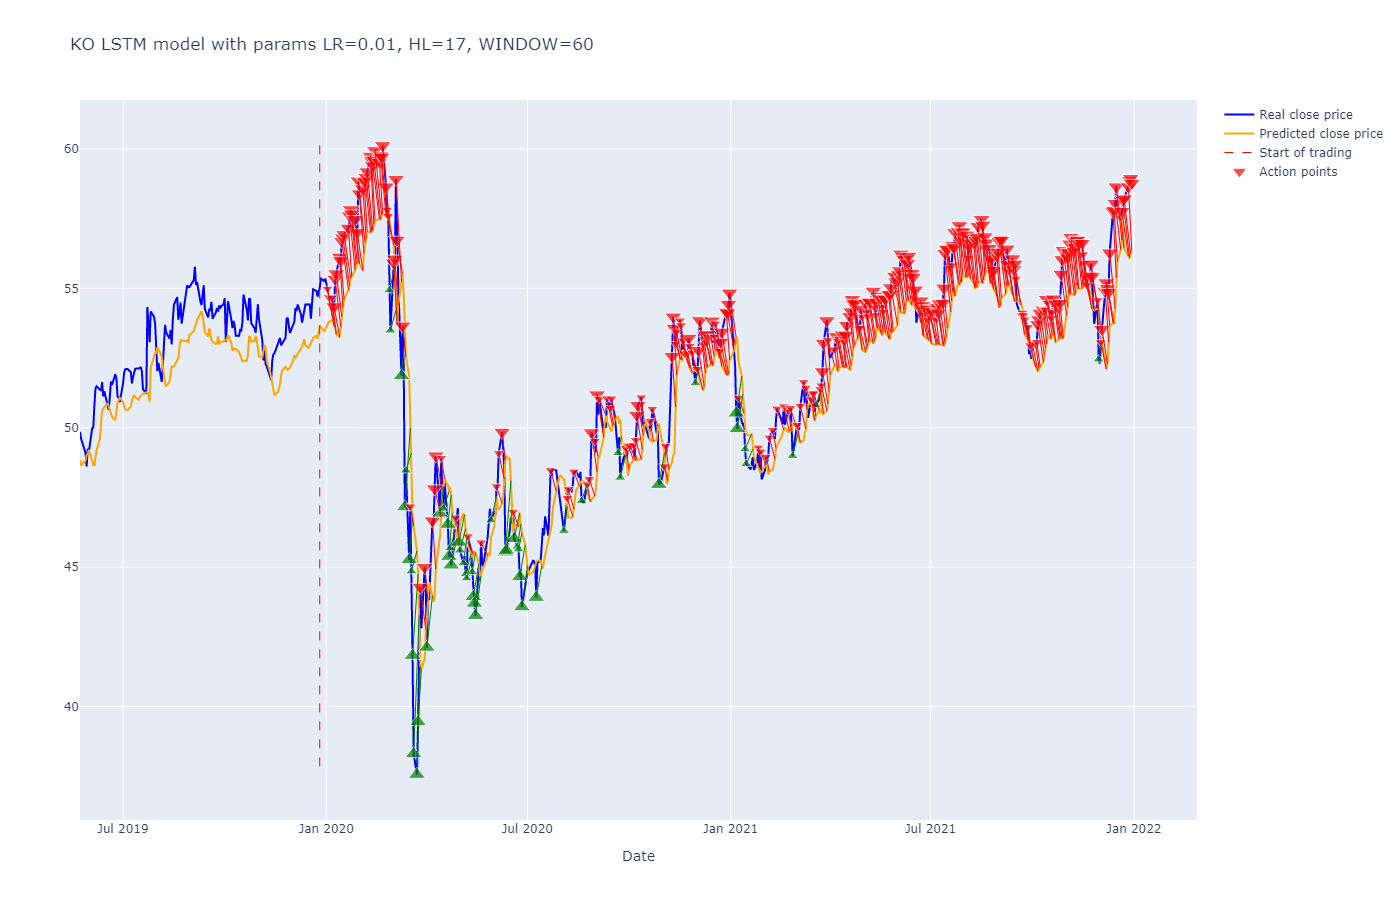 KO LSTM model with params LR=0.01, HL=17, WINDOW=60
Real close price
Predicted close price
Start of trading
Action points
60
55
50
45
40
Jul 2019
Jan 2020
Jul 2020
Jan 2021
Jul 2021
Jan 2022
Date